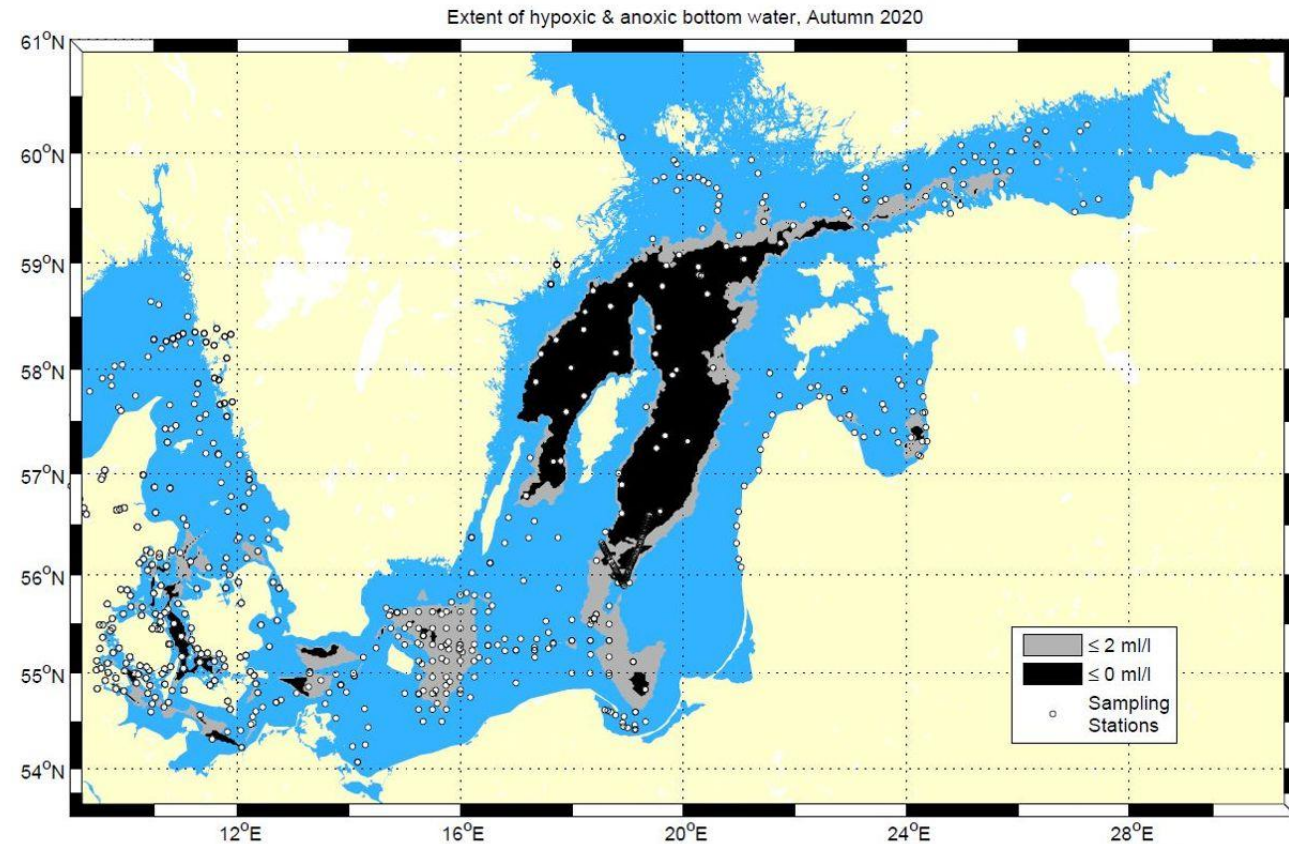 Extent of hypoxic & anoxic bottom water, Autumn 2020
61°N
60°N
59°N
58°N
57°N
56°N
55°N
54°N
≤ 2 ml/l
≤ 0 ml/l
Sampling
Stations
12°E
16°E
20°E
24°E
28°E